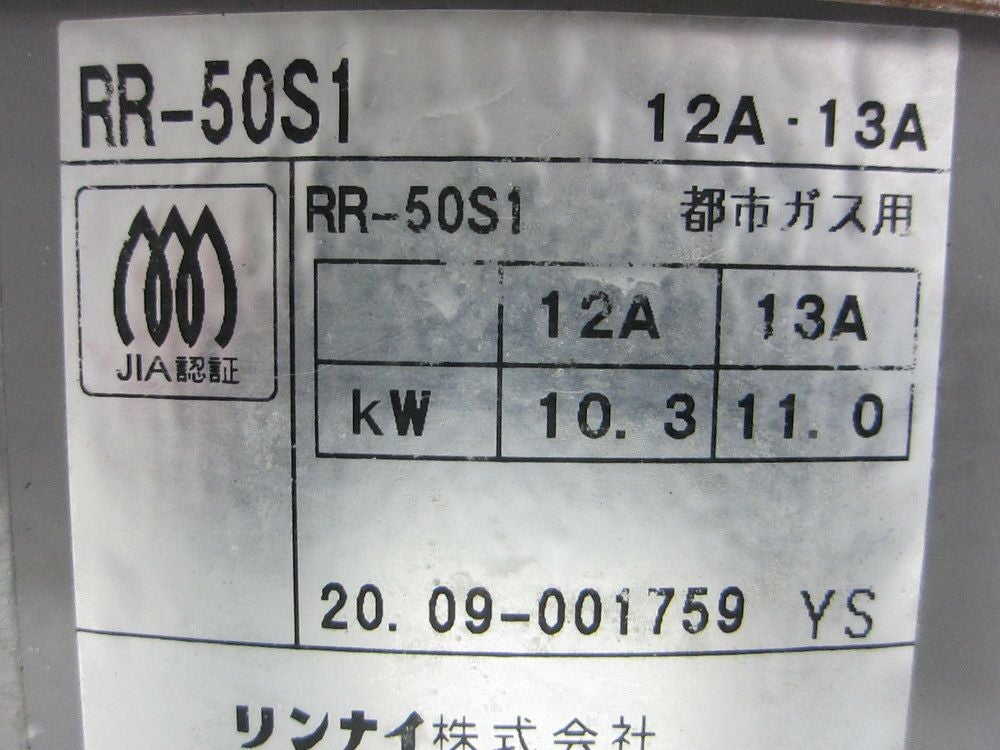 RR-50S1 12A・13A
JIA認証
RR-50S1 都市ガス用
12A 13A
kW 10.3 11.0
20.09-001759 YS
リンナイ株式会社